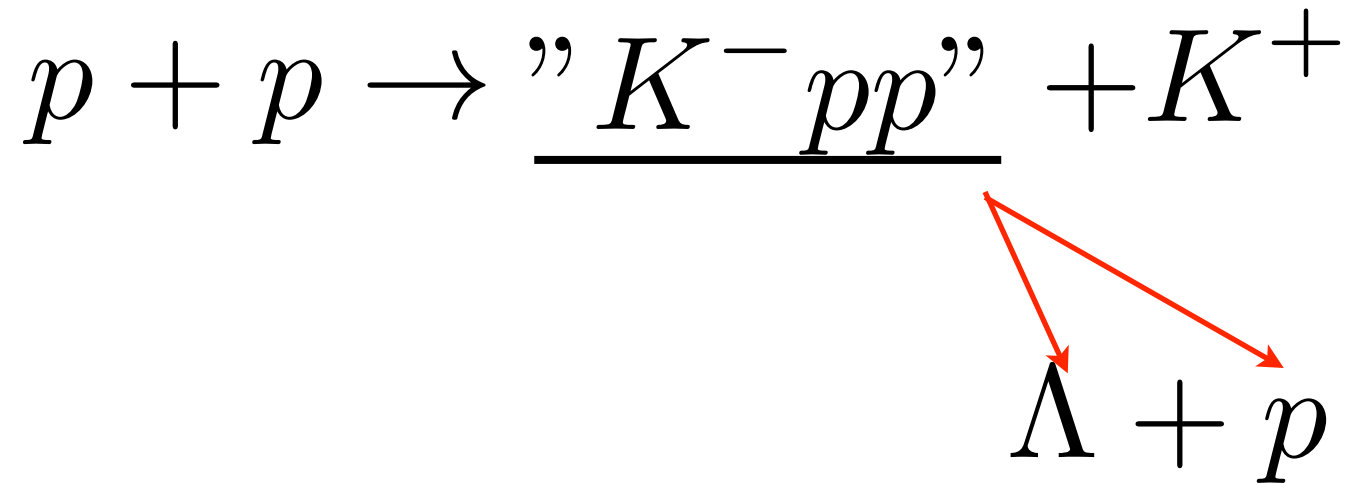 p + p → ”K⁻pp” + K⁺
Λ + p